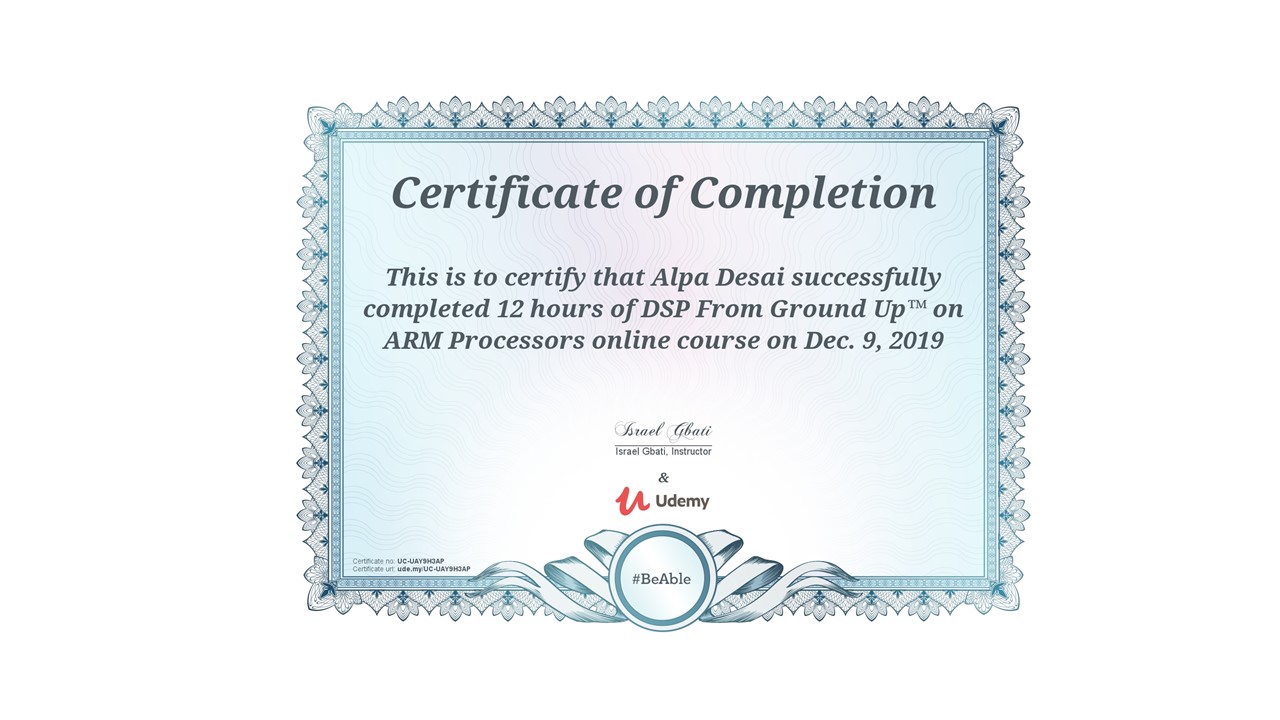 Certificate of Completion
This is to certify that Alpa Desai successfully
completed 12 hours of DSP From Ground Up™ on
ARM Processors online course on Dec. 9, 2019
Israel Gbati
Israel Gbati, Instructor
&
Udemy
#BeAble
Certificate no: UC-UAY9H3AP
Certificate url: ude.my/UC-UAY9H3AP